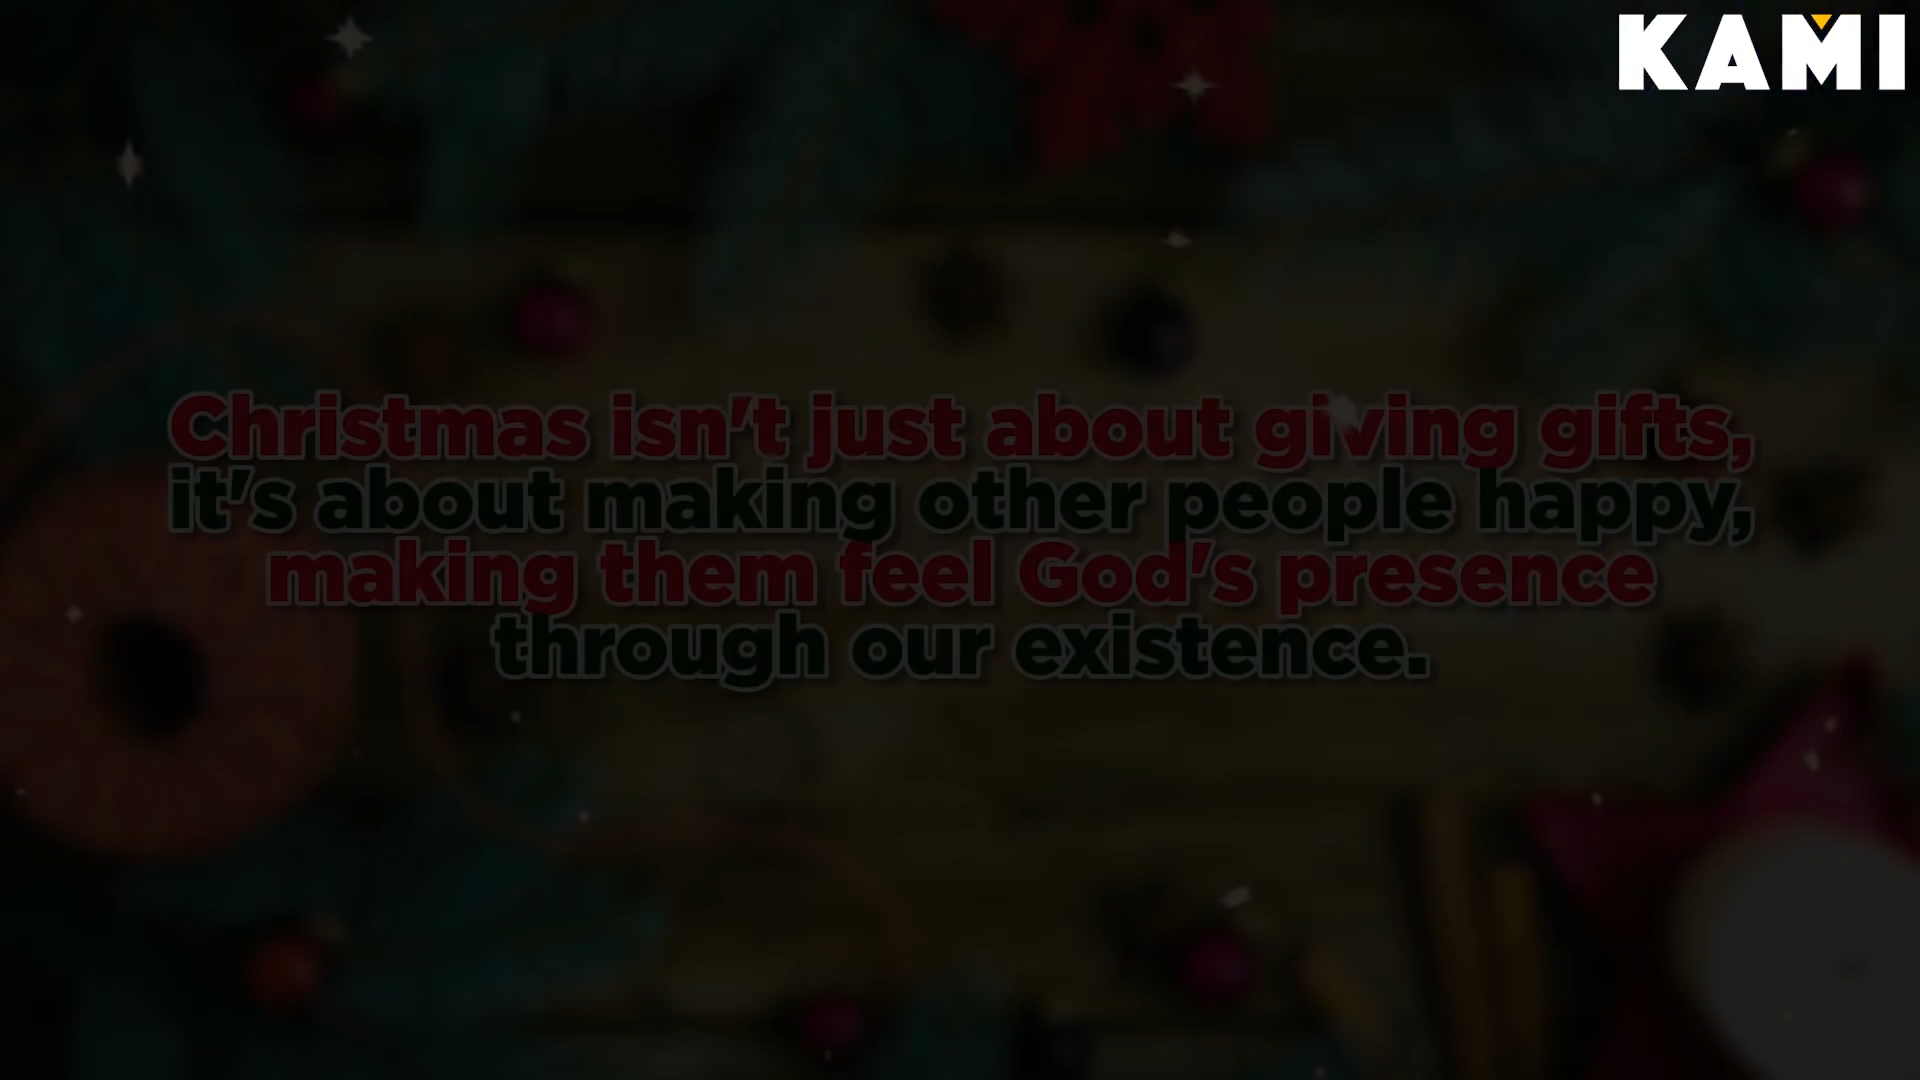 KAMI
Christmas isn't just about giving gifts,
it's about making other people happy,
making them feel God's presence
through our existence.